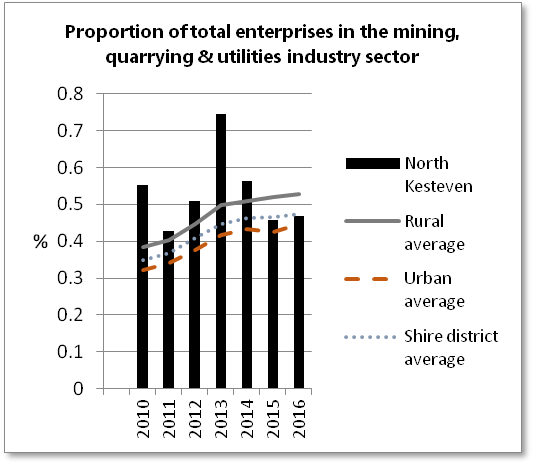 Proportion of total enterprises in the mining,
quarrying & utilities industry sector
0.8
0.7
0.6
0.5
0.4
0.3
0.2
0.1
0
%
2010
2011
2012
2013
2014
2015
2016
North
Kesteven
Rural
average
Urban
average
Shire district
average